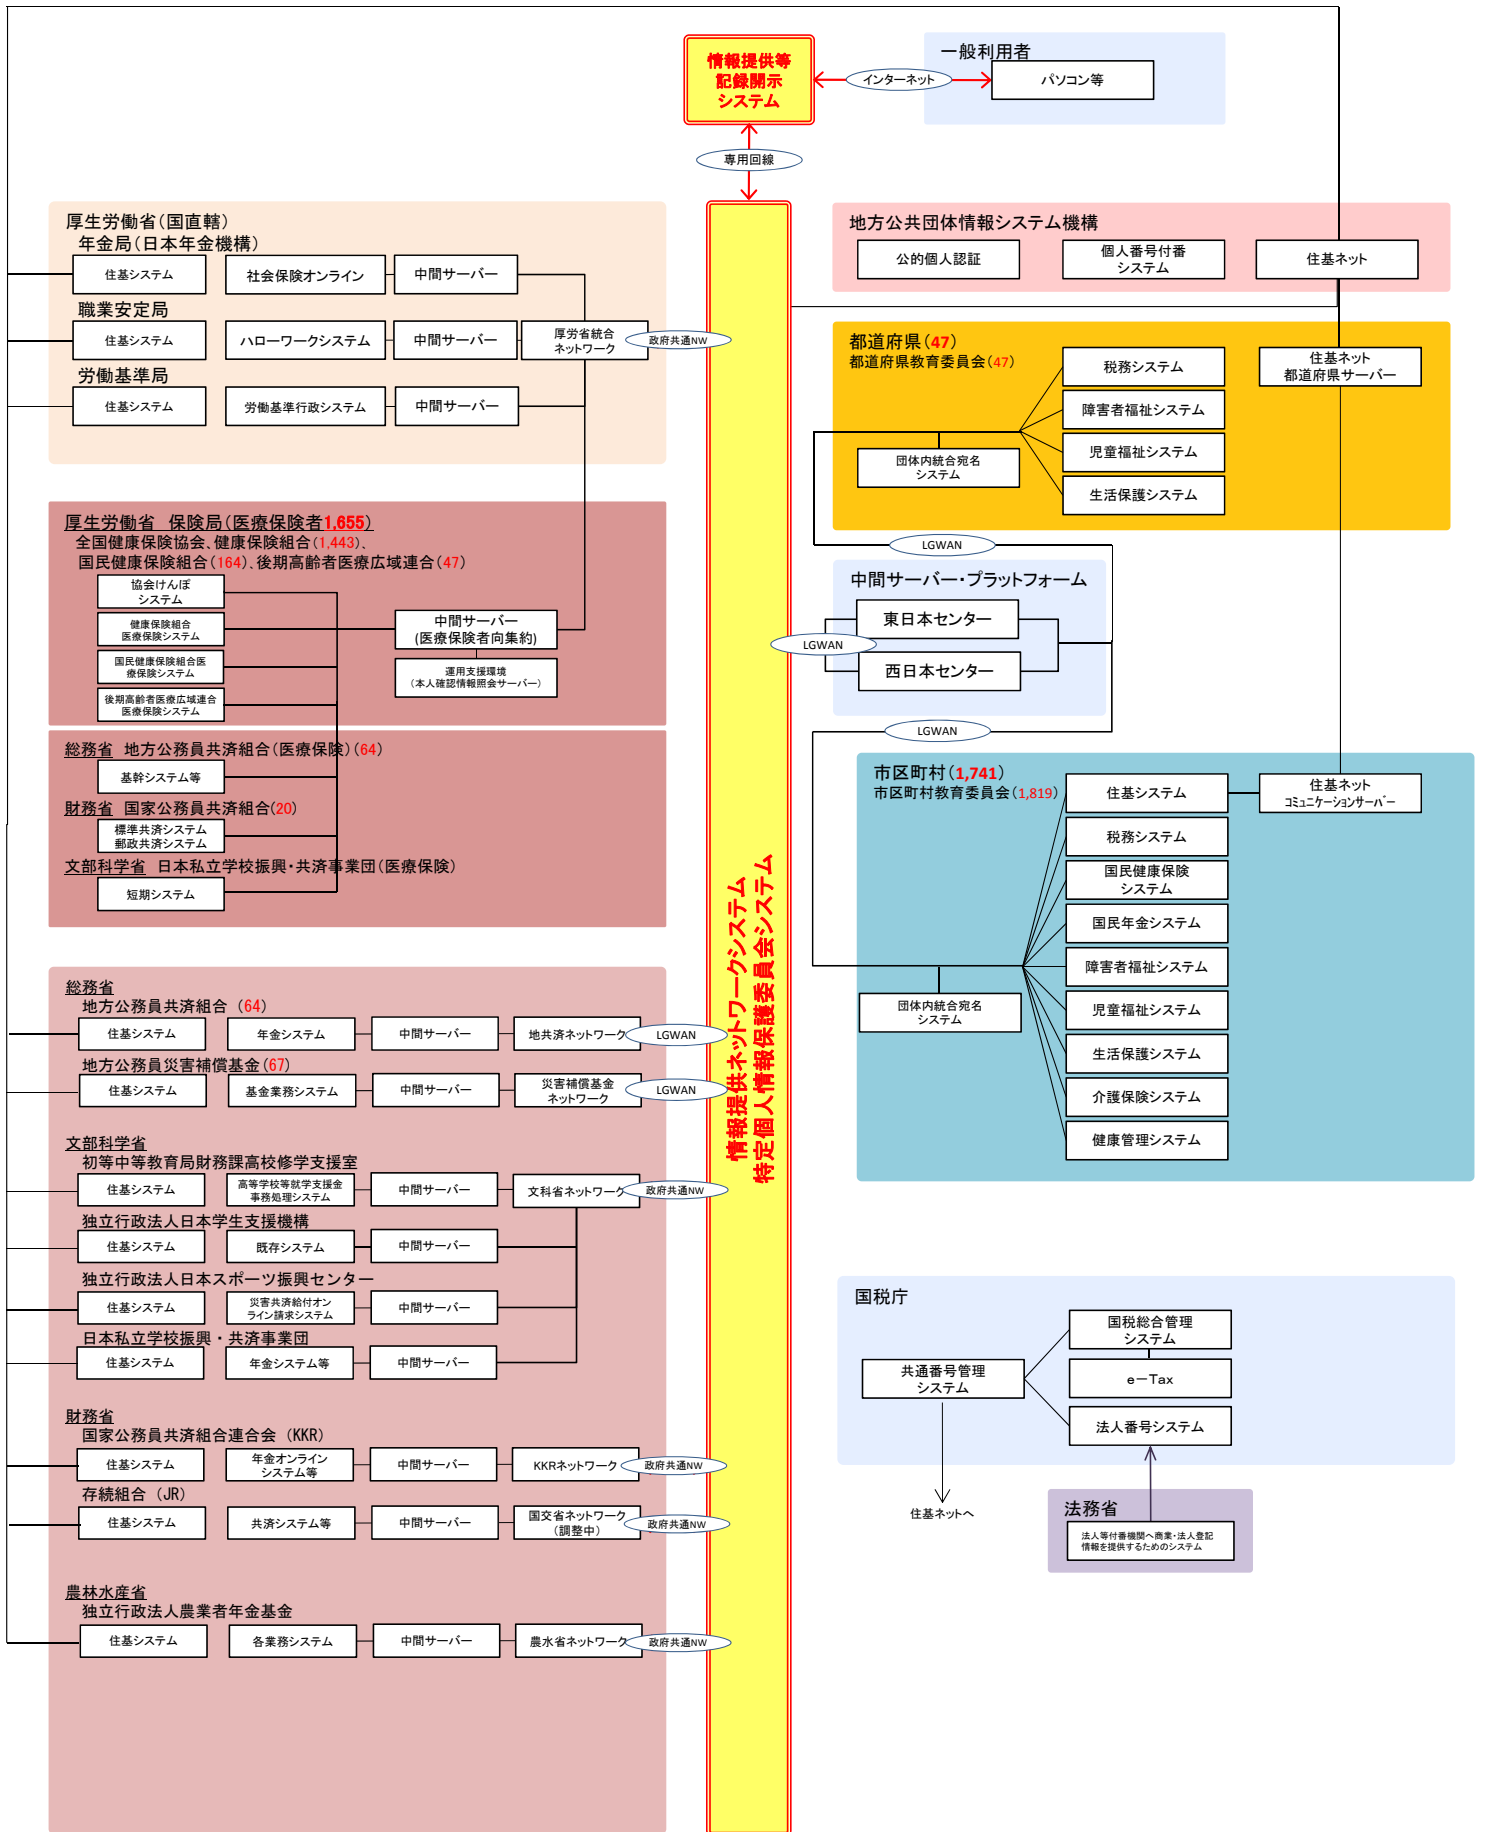 情報提供等
記録開示
システム
インターネット
一般利用者
パソコン等
専用回線
厚生労働省(国直轄)
年金局(日本年金機構)
住基システム
社会保険オンライン
中間サーバー
職業安定局
住基システム
ハローワークシステム
中間サーバー
厚労省統合
ネットワーク
政府共通NW
労働基準局
住基システム
労働基準行政システム
中間サーバー
厚生労働省 保険局(医療保険者1,655)
全国健康保険協会、健康保険組合(1,443)、
国民健康保険組合(164)、後期高齢者医療広域連合(47)
協会けんぽ
システム
健康保険組合
医療保険システム
国民健康保険組合医
療保険システム
後期高齢者医療広域連合
医療保険システム
中間サーバー
(医療保険者向集約)
運用支援環境
(本人確認情報照会サーバー)
総務省 地方公務員共済組合(医療保険)(64)
基幹システム等
財務省 国家公務員共済組合(20)
標準共済システム
郵政共済システム
文部科学省 日本私立学校振興・共済事業団(医療保険)
短期システム
総務省
地方公務員共済組合 (64)
住基システム
年金システム
中間サーバー
地共済ネットワーク
LGWAN
地方公務員災害補償基金(67)
住基システム
基金業務システム
中間サーバー
災害補償基金
ネットワーク
LGWAN
文部科学省
初等中等教育局財務課高校修学支援室
住基システム
高等学校等就学支援金
事務処理システム
中間サーバー
文科省ネットワーク
政府共通NW
独立行政法人日本学生支援機構
住基システム
既存システム
中間サーバー
独立行政法人日本スポーツ振興センター
住基システム
災害共済給付オン
ライン請求システム
中間サーバー
日本私立学校振興・共済事業団
住基システム
年金システム等
中間サーバー
財務省
国家公務員共済組合連合会 (KKR)
住基システム
年金オンライン
システム等
中間サーバー
KKRネットワーク
政府共通NW
存続組合 (JR)
住基システム
共済システム等
中間サーバー
国交省ネットワーク
(調整中)
政府共通NW
農林水産省
独立行政法人農業者年金基金
住基システム
各業務システム
中間サーバー
農水省ネットワーク
政府共通NW
情報提供ネットワークシステム
特定個人情報保護委員会システム
地方公共団体情報システム機構
公的個人認証
個人番号付番
システム
住基ネット
都道府県(47)
都道府県教育委員会(47)
税務システム
障害者福祉システム
児童福祉システム
生活保護システム
団体内統合宛名
システム
住基ネット
都道府県サーバー
LGWAN
中間サーバー・プラットフォーム
東日本センター
西日本センター
LGWAN
LGWAN
市区町村(1,741)
市区町村教育委員会(1,819)
住基システム
税務システム
国民健康保険
システム
国民年金システム
障害者福祉システム
児童福祉システム
生活保護システム
介護保険システム
健康管理システム
団体内統合宛名
システム
住基ネット
コミュニケーションサーバー
国税庁
共通番号管理
システム
国税総合管理
システム
e-Tax
法人番号システム
住基ネットへ
法務省
法人等付番機関へ商業・法人登記
情報を提供するためのシステム